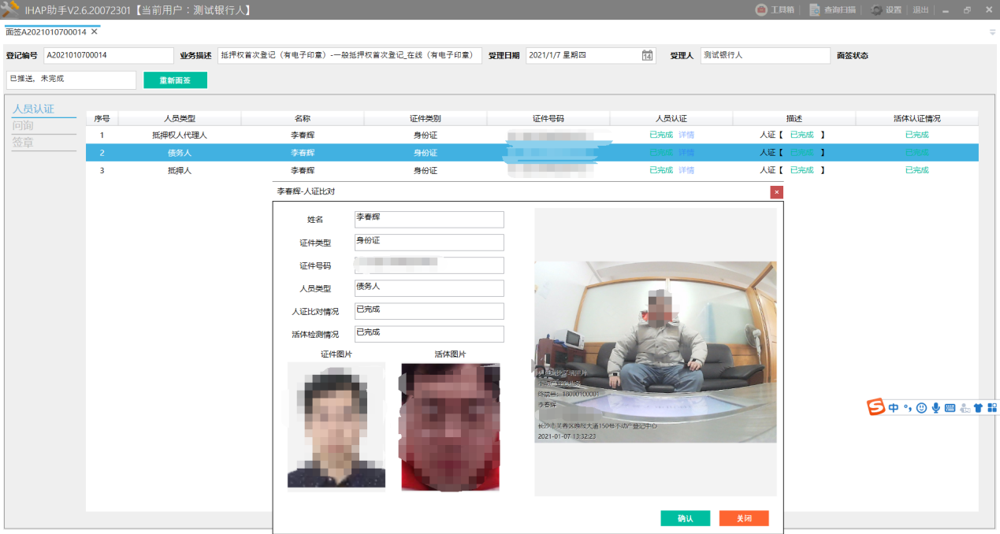 IHAP助手V2.6.20072301【当前用户：测试银行人】 工具箱 查询扫描 设置 退出
面签A2021010700014 ×
登记编号 A2021010700014 业务描述 抵押权首次登记（有电子印章）-一般抵押权首次登记_在线（有电子印章） 受理日期 2021/1/7 星期四 14 受理人 测试银行人 面签状态
已推送，未完成 重新面签
人员认证
问询
签章
序号 人员类型 名称 证件类别 证件号码 人员认证 描述 活体认证情况
1 抵押权人代理人 李春辉 身份证 已完成 详情 人证【 已完成 】 已完成
2 债务人 李春辉 身份证 已完成 详情 人证【 已完成 】 已完成
3 抵押人 李春辉 身份证 已完成 详情 人证【 已完成 】 已完成
李春辉-人证比对 ×
姓名 李春辉
证件类型 身份证
证件号码
人员类型 债务人
人证比对情况 已完成
活体检测情况 已完成
证件图片 活体图片
终端号：18000100001
李春辉
长沙市芙蓉区晚报大道150号不动产登记中心
2021-01-07 13:32:23
确认 关闭
S 中